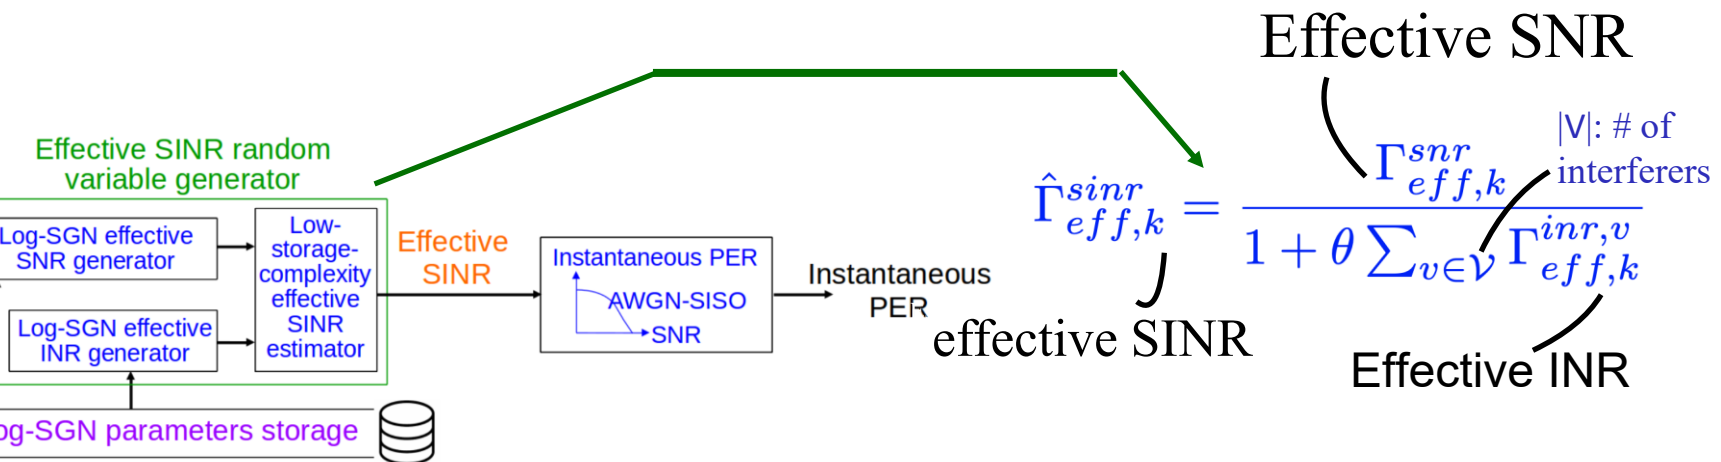 Effective SNR
|V|: # of
interferers
Effective SINR random
variable generator
Log-SGN effective
SNR generator
Log-SGN effective
INR generator
Low-
storage-
complexity
effective
SINR
estimator
Effective
SINR
Instantaneous PER
AWGN-SISO
SNR
Instantaneous
PER
\hat{Γ}^{sinr}_{eff,k} = Γ^{snr}_{eff,k} / (1 + θ ∑_{v∈𝒱} Γ^{inr,v}_{eff,k})
effective SINR
Effective INR
og-SGN parameters storage